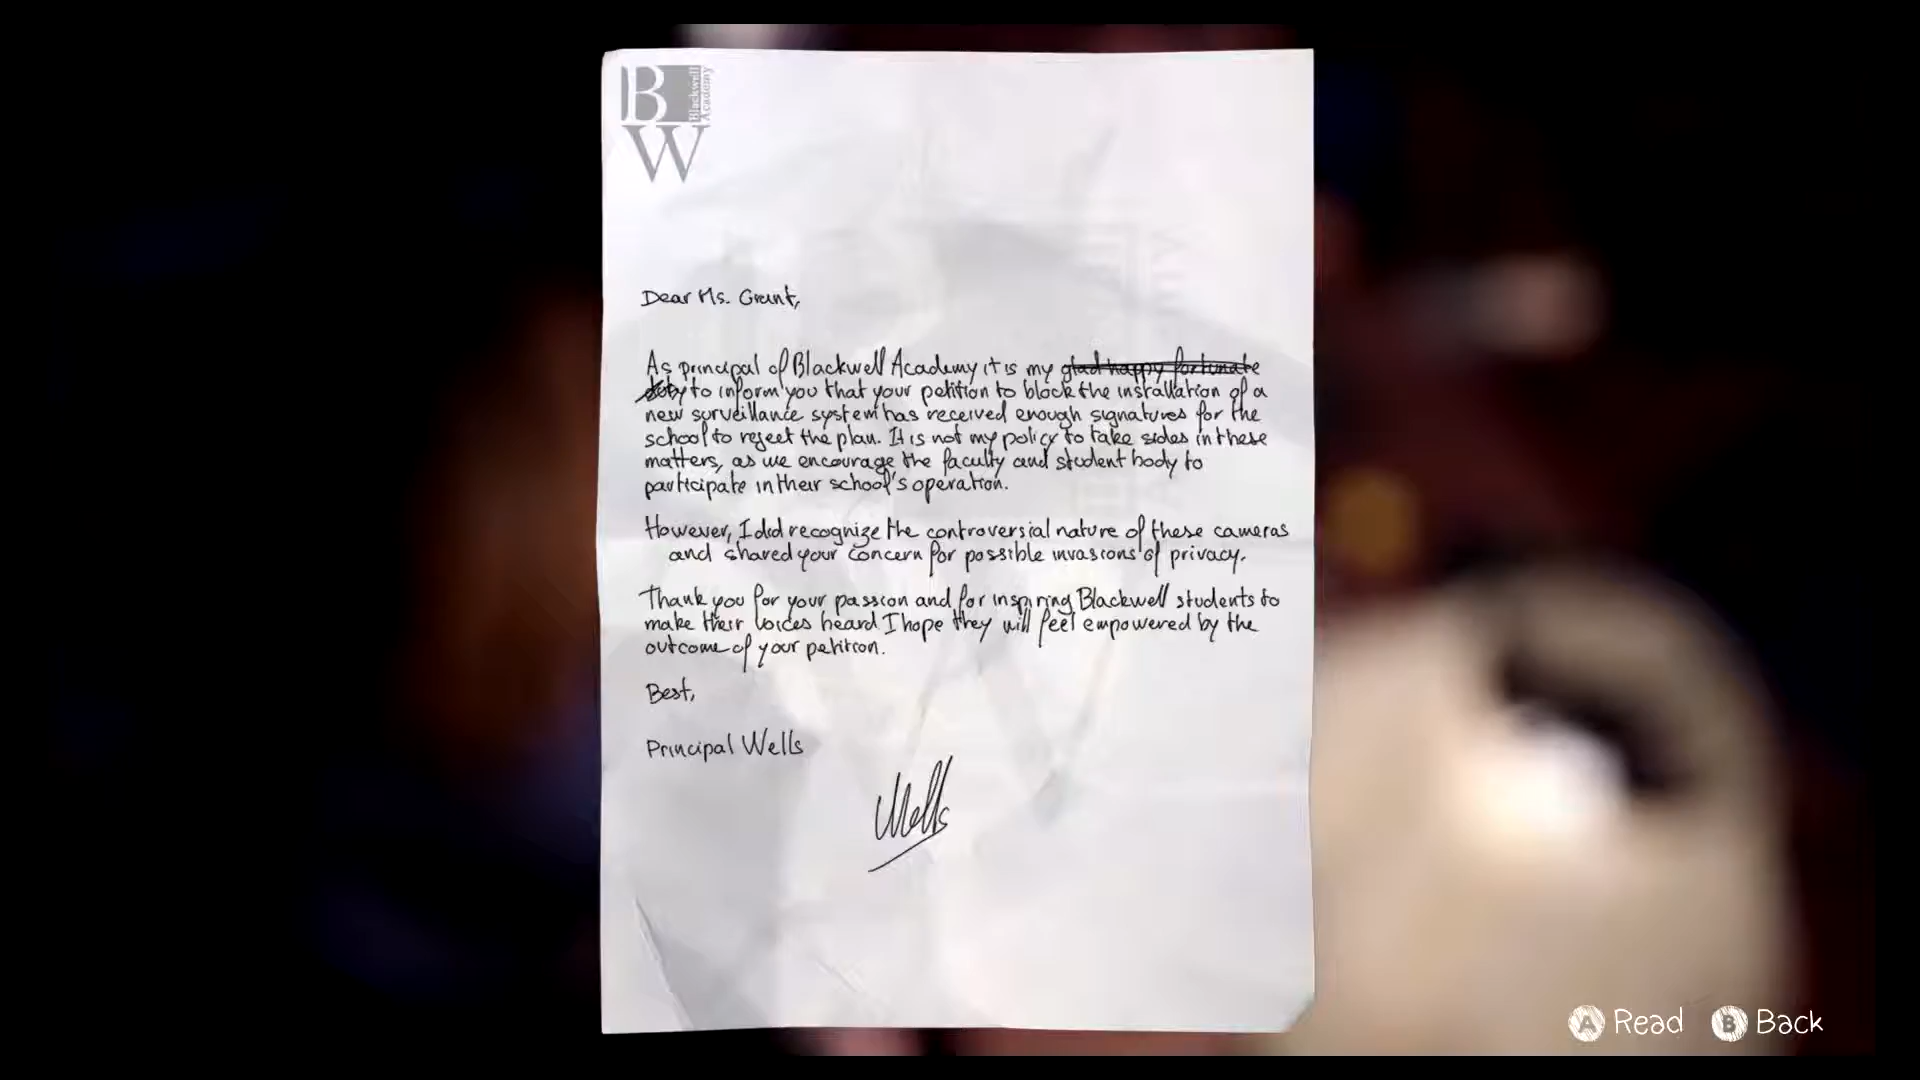 B
Blackwell
Academy
W
Dear Ms. Grant,
As principal of Blackwell Academy it is my glad happy fortunate
duty to inform you that your petition to block the installation of a
new surveillance system has received enough signatures for the
school to reject the plan. It is not my policy to take sides in these
matters, as we encourage the faculty and student body to
participate in their school's operation.
However, I did recognize the controversial nature of these cameras
and shared your concern for possible invasions of privacy.
Thank you for your passion and for inspiring Blackwell students to
make their voices heard I hope they will feel empowered by the
outcome of your petition.
Best,
Principal Wells
Wells
A Read B Back